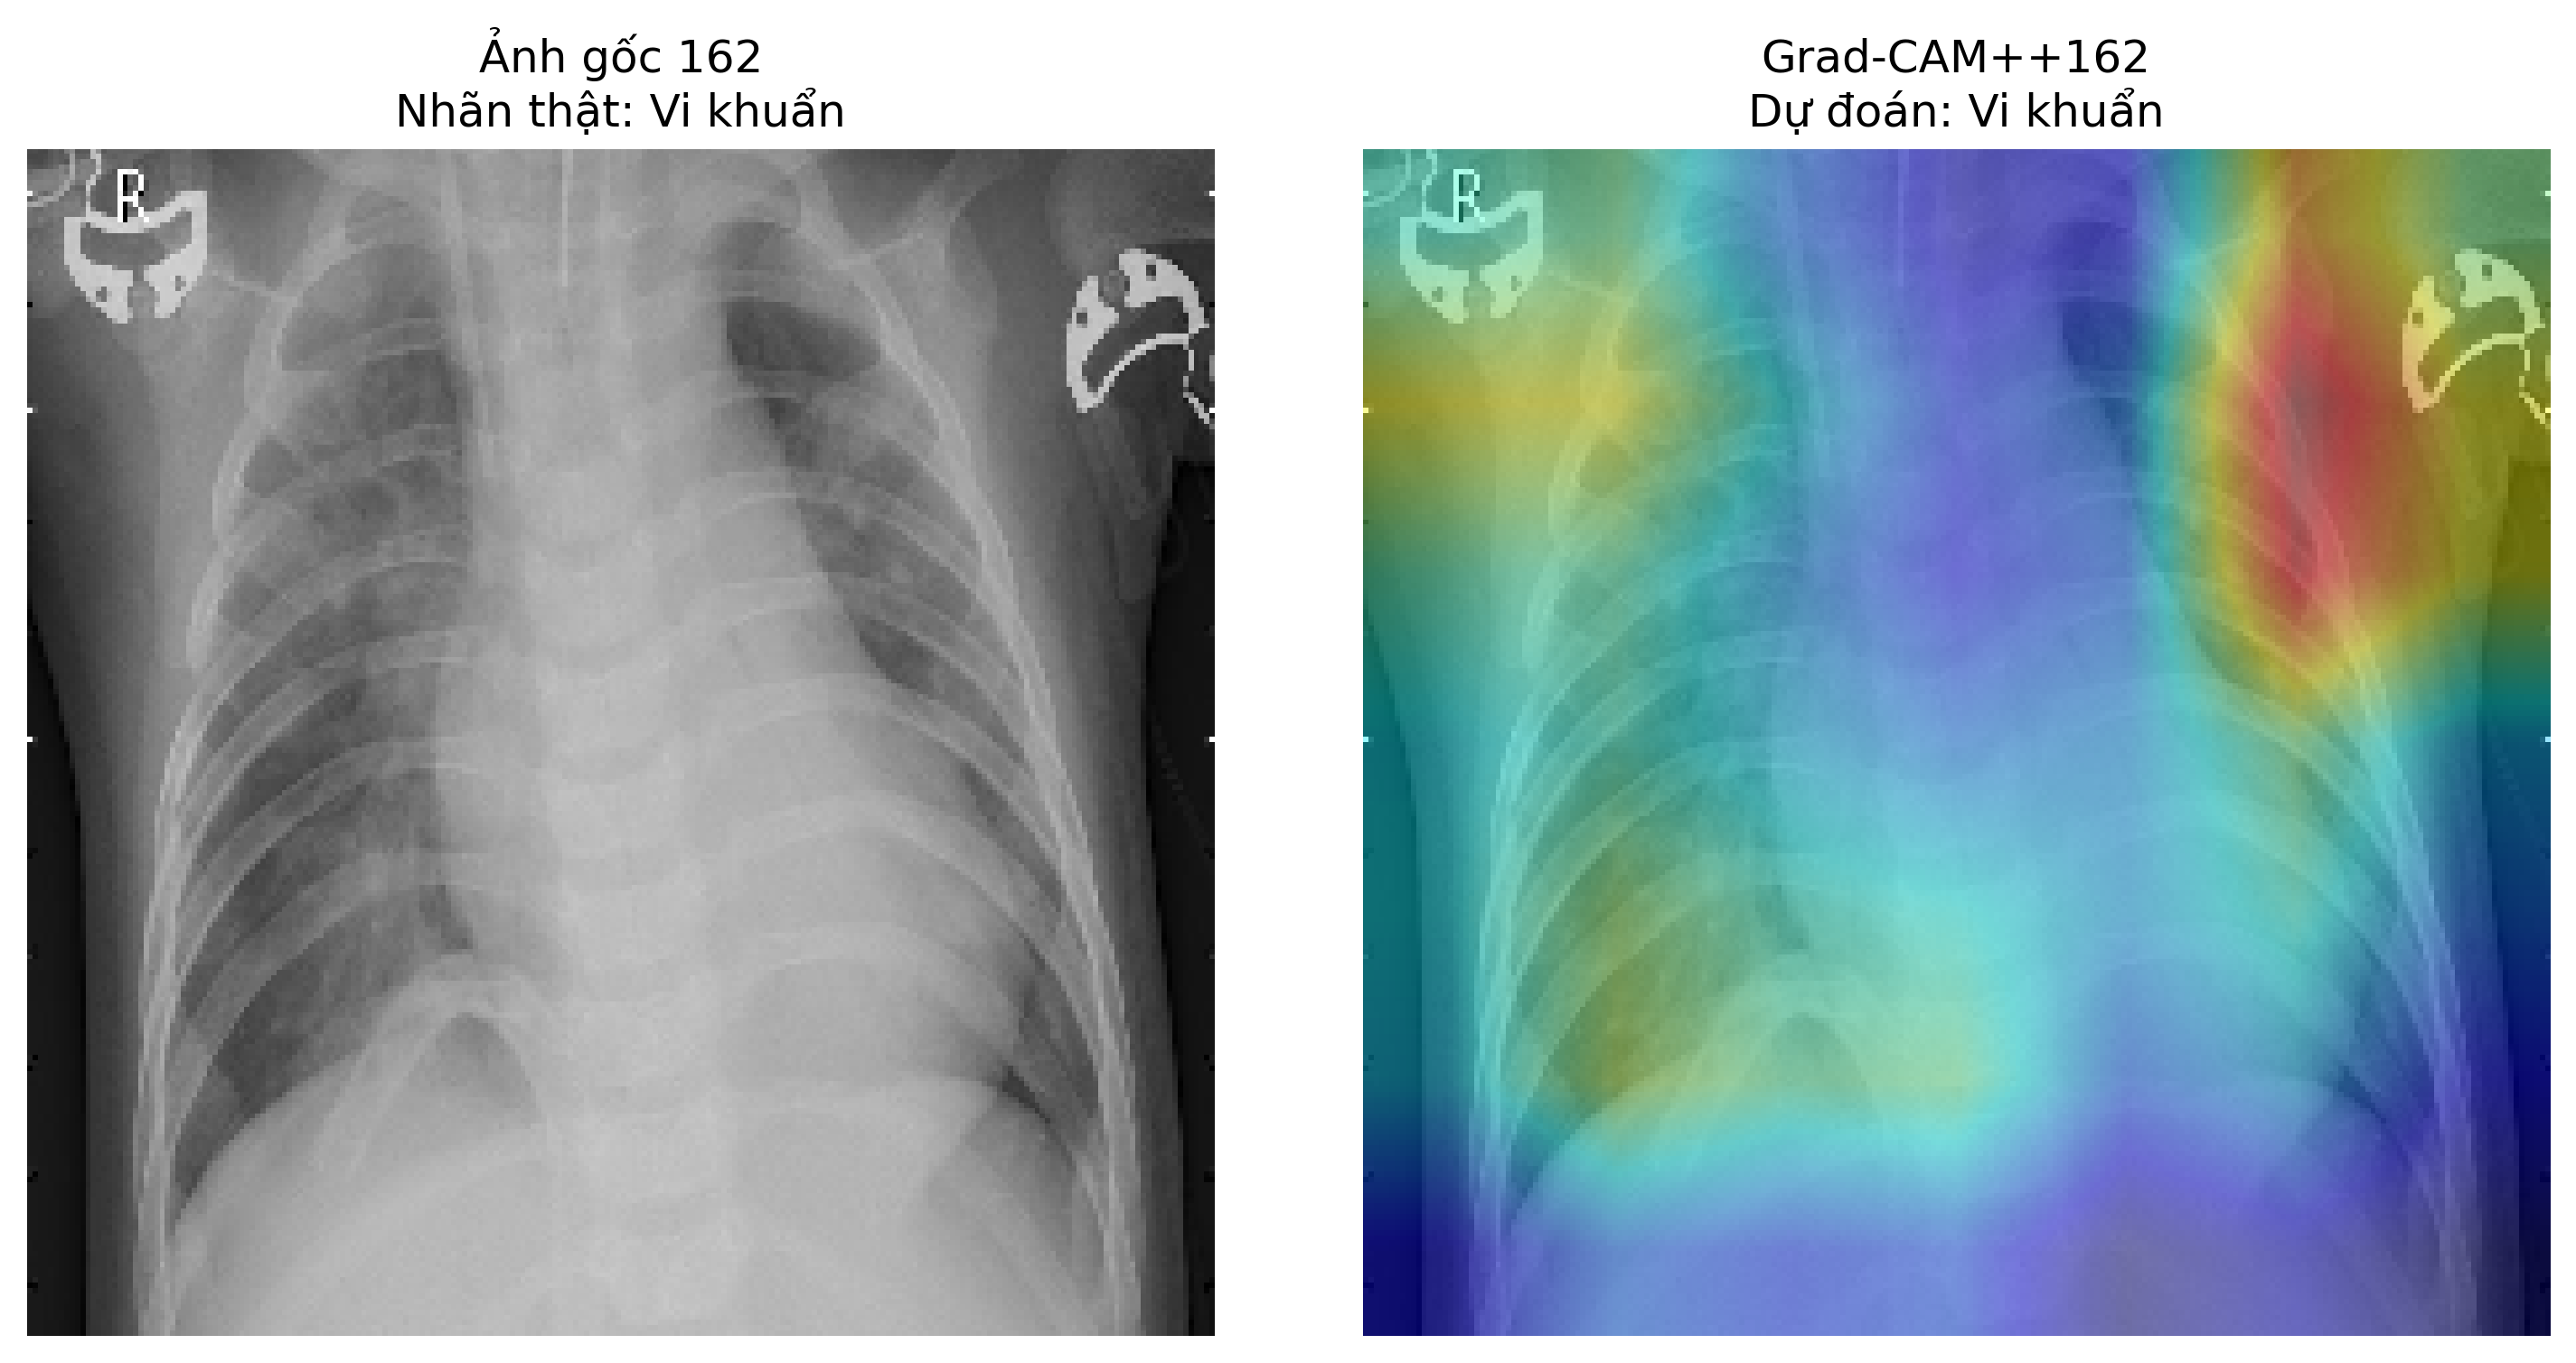 Ảnh gốc 162
Nhãn thật: Vi khuẩn
Grad-CAM++162
Dự đoán: Vi khuẩn
R
R